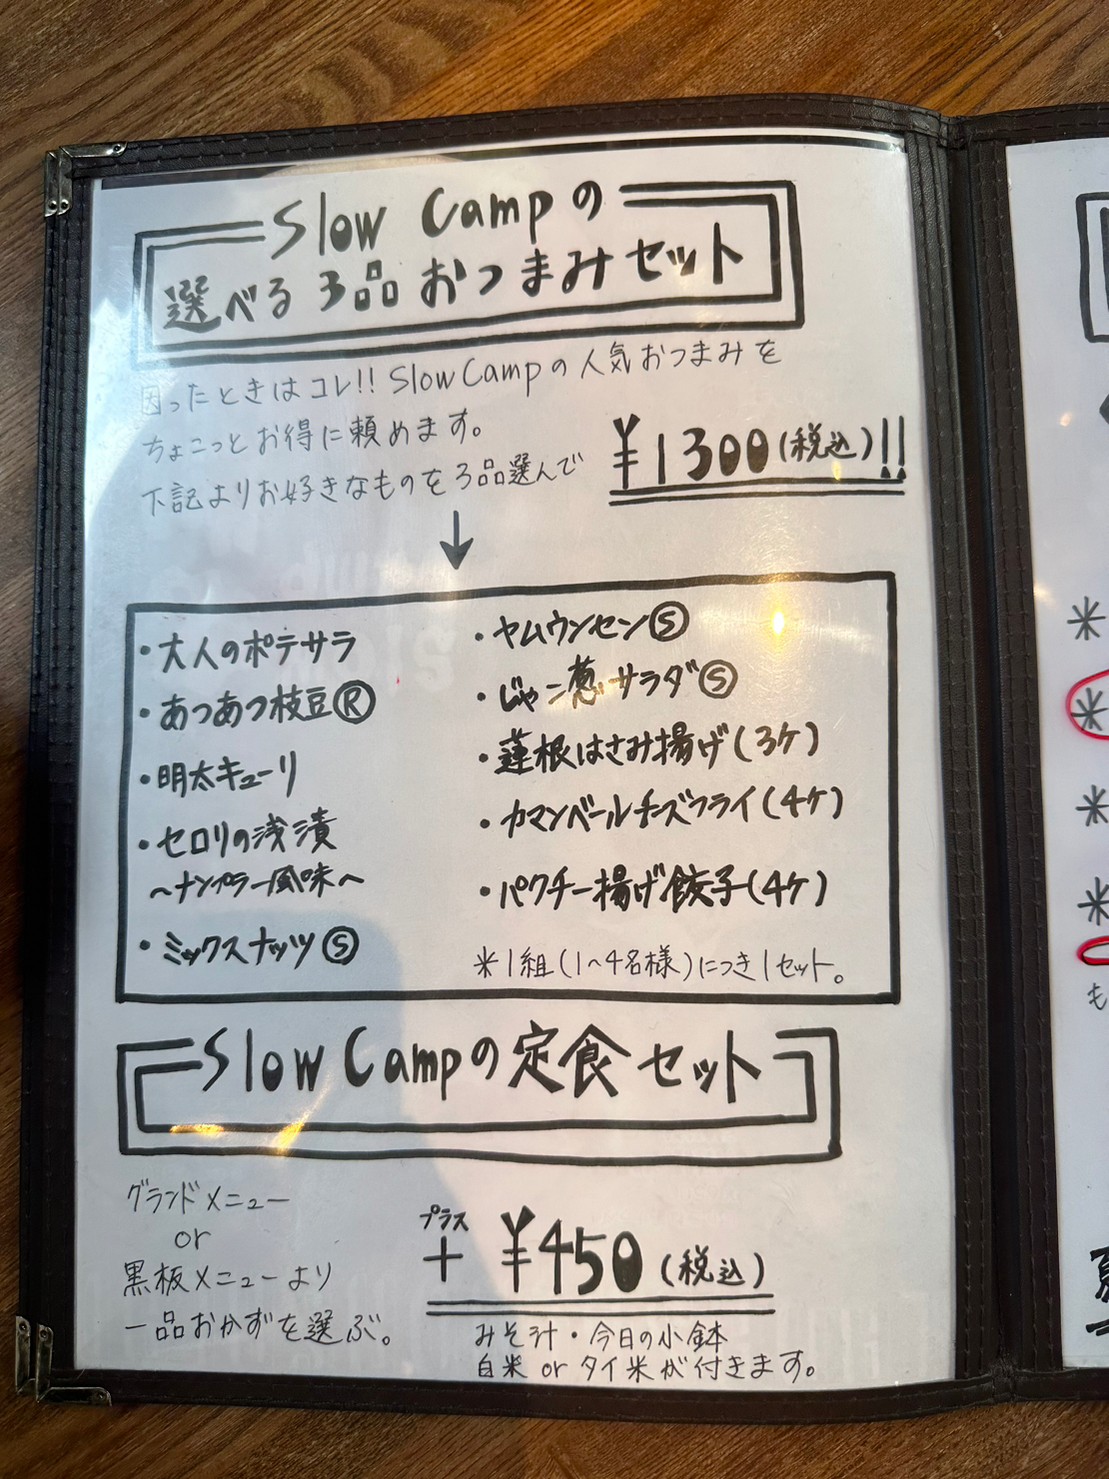 Slow Campの
選べる3品おつまみセット
困ったときはコレ!! Slow Campの人気おつまみを
ちょこっとお得に頼めます。
下記よりお好きなものを3品選んで
¥1300(税込)!!
・大人のポテサラ
・あつあつ枝豆Ⓡ
・明太キューリ
・セロリの浅漬
〜ナンプラー風味〜
・ミックスナッツⓈ
・ヤムウンセンⓈ
・じゃこ葱サラダⓈ
・蓮根はさみ揚げ(3ケ)
・カマンベールチーズフライ(4ケ)
・パクチー揚げ餃子(4ケ)
※1組(1〜4名様)につき1セット。
Slow Campの定食セット
グランドメニュー
or
黒板メニューより
一品おかずを選ぶ。
プラス
+ ¥450(税込)
みそ汁・今日の小鉢
白米 or タイ米が付きます。
*
*
*
*
も